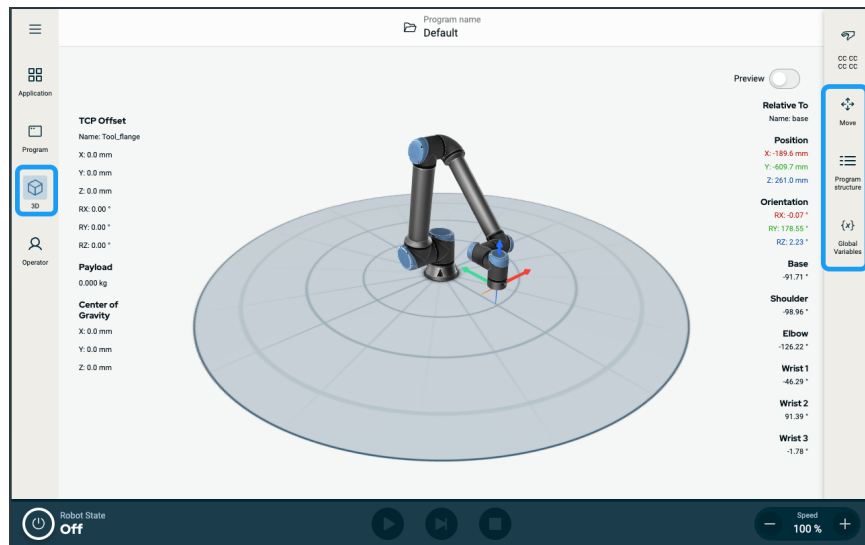 Program name
Default
Application
Program
3D
Operator
TCP Offset
Name: Tool_flange
X: 0.0 mm
Y: 0.0 mm
Z: 0.0 mm
RX: 0.00 °
RY: 0.00 °
RZ: 0.00 °
Payload
0.000 kg
Center of
Gravity
X: 0.0 mm
Y: 0.0 mm
Z: 0.0 mm
Preview
Relative To
Name: base
Position
X: -189.6 mm
Y: -609.7 mm
Z: 261.0 mm
Orientation
RX: -0.07 °
RY: 178.55 °
RZ: 2.23 °
Base
-91.71 °
Shoulder
-98.96 °
Elbow
-126.22 °
Wrist 1
-46.29 °
Wrist 2
91.39 °
Wrist 3
-1.78 °
CC CC
CC CC
Move
Program
structure
{x}
Global
Variables
Robot State
Off
Speed
100 %